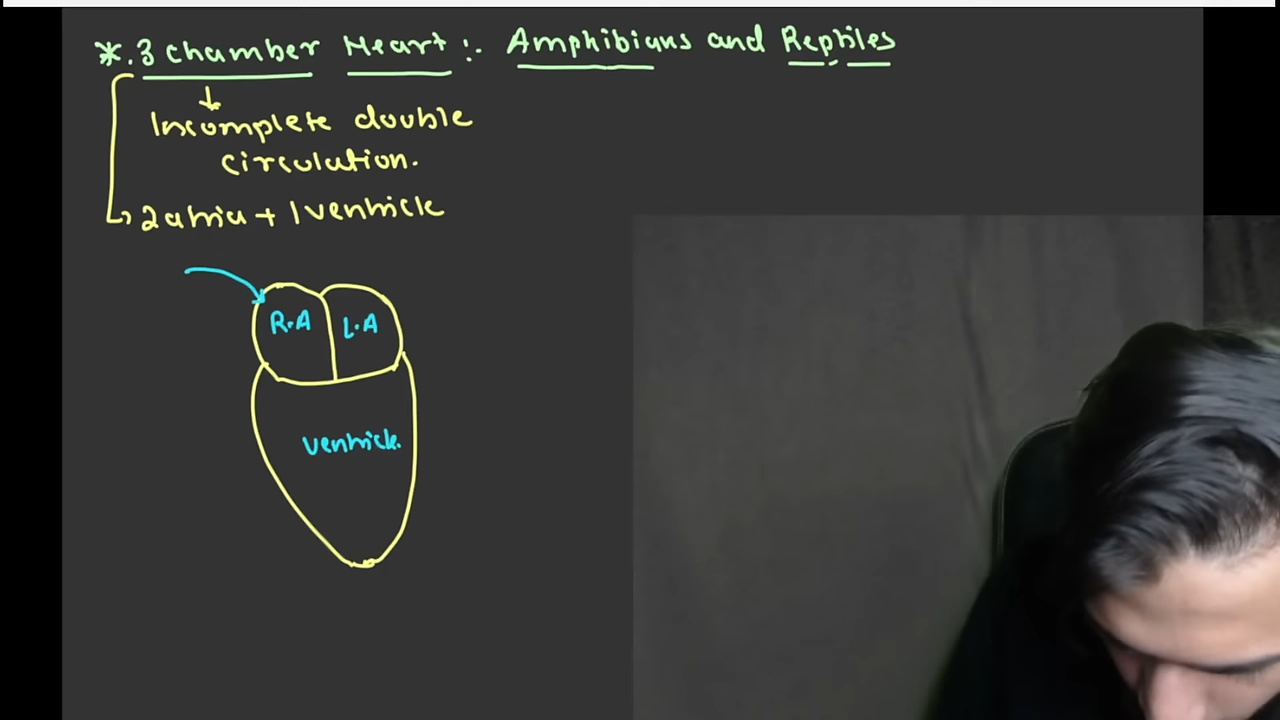 *. 3 chamber Heart :- Amphibians and Reptiles
Incomplete double
circulation.
2 atria + 1 ventricle
R.A L.A
ventricle.